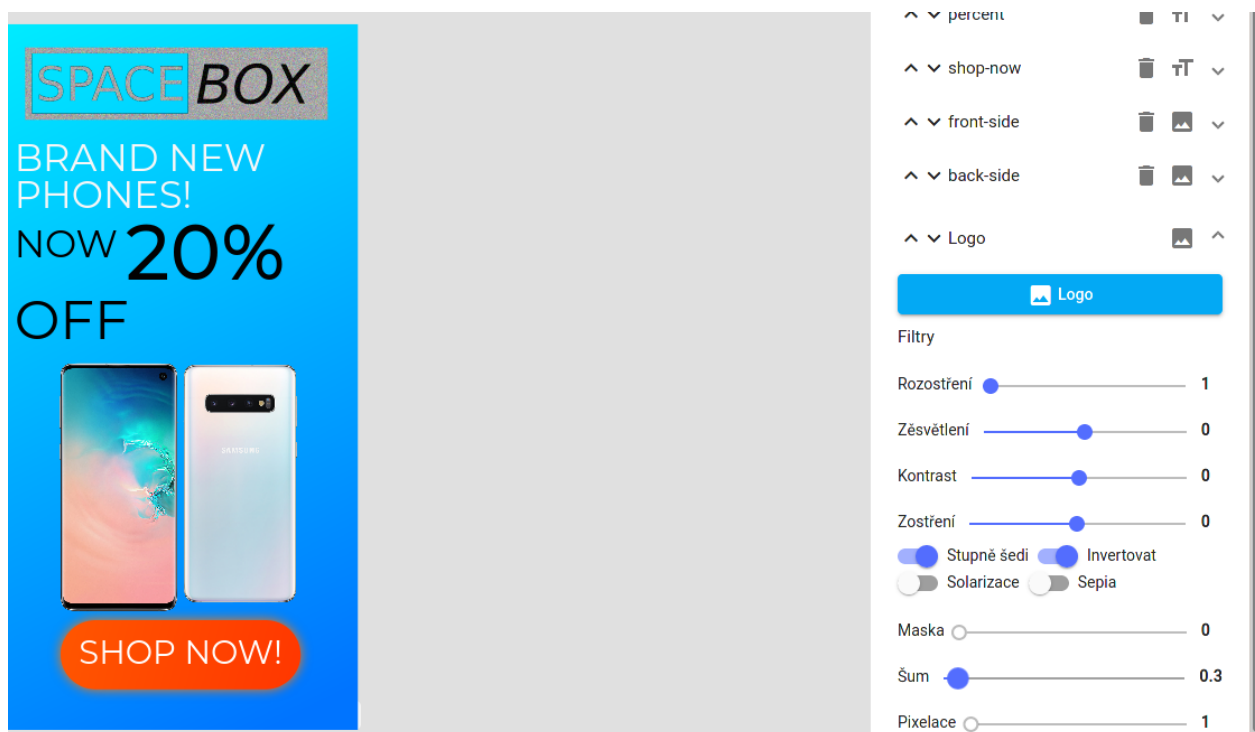 SPACE BOX
BRAND NEW
PHONES!
NOW 20%
OFF
SAMSUNG
SHOP NOW!
percent
shop-now
front-side
back-side
Logo
Logo
Filtry
Rozostření 1
Zěsvětlení 0
Kontrast 0
Zostření 0
Stupně šedi Invertovat
Solarizace Sepia
Maska 0
Šum 0.3
Pixelace 1